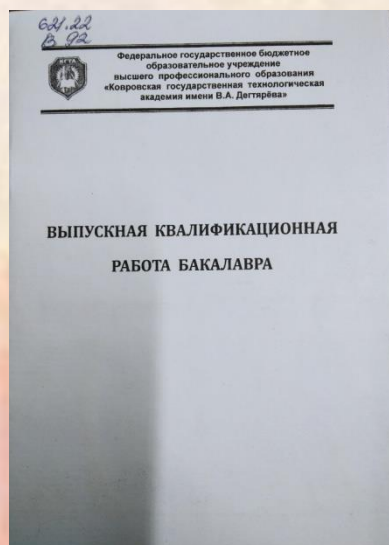 621.22
В 92
Федеральное государственное бюджетное
образовательное учреждение
высшего профессионального образования
«Ковровская государственная технологическая
академия имени В.А. Дегтярёва»
ВЫПУСКНАЯ КВАЛИФИКАЦИОННАЯ
РАБОТА БАКАЛАВРА